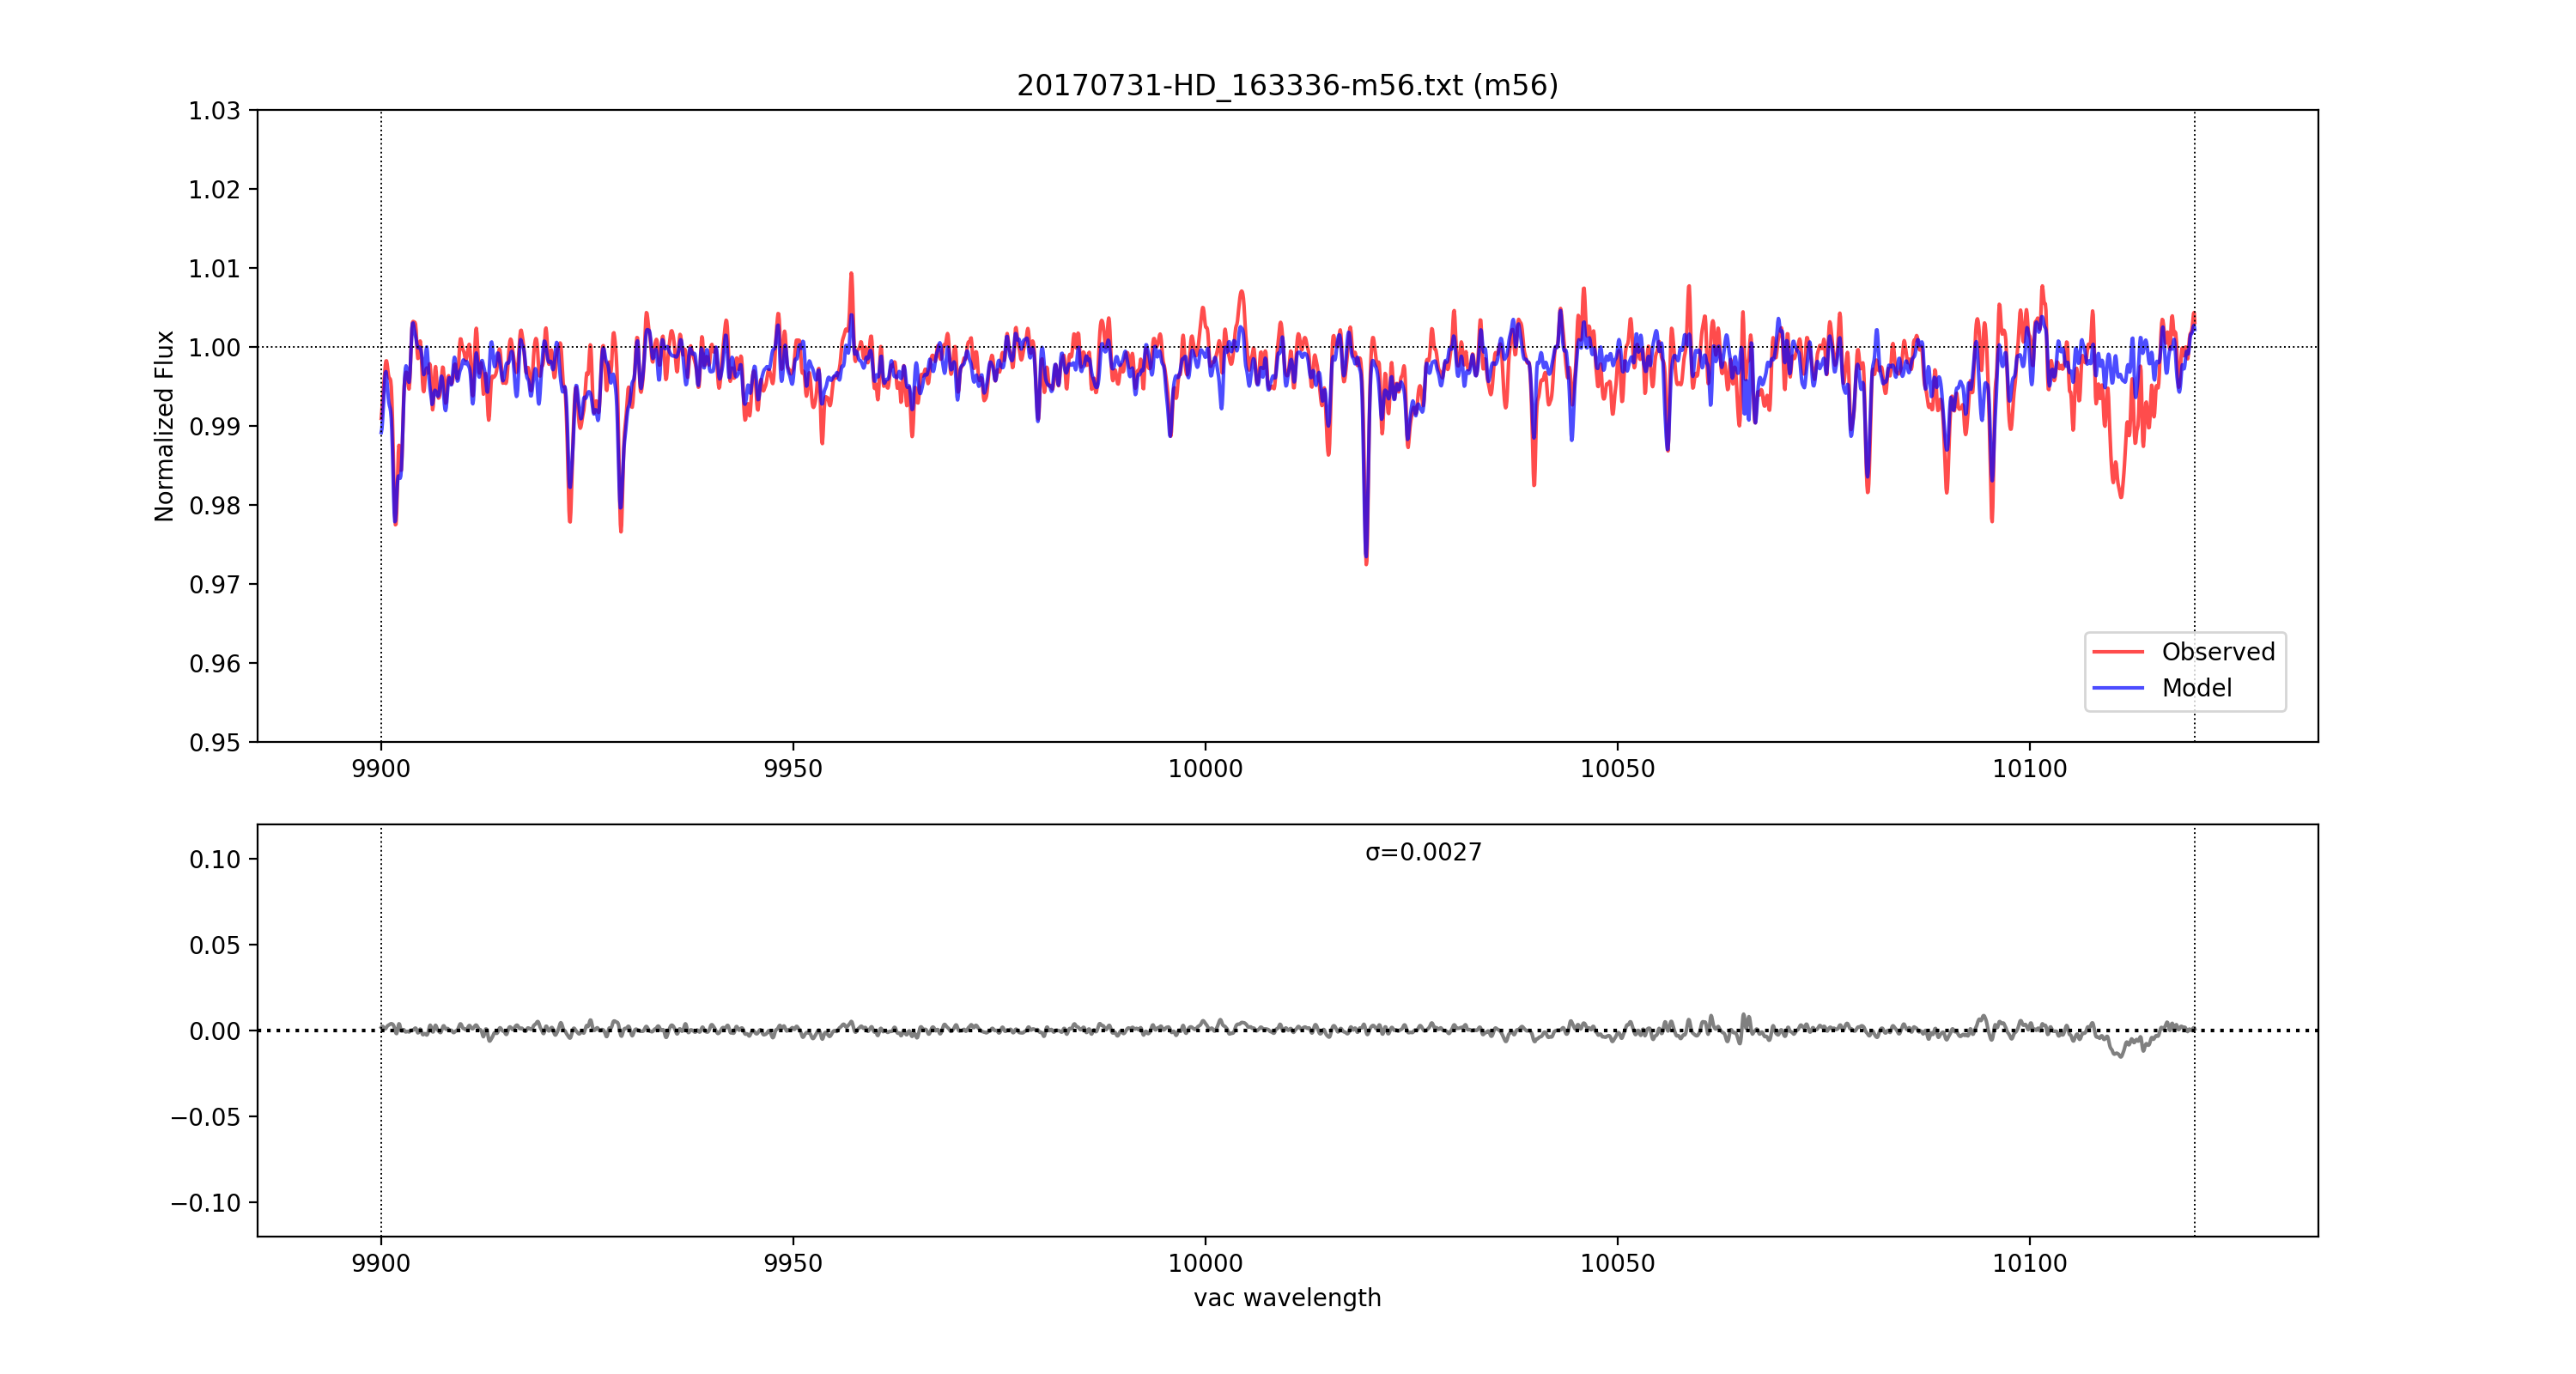 20170731-HD_163336-m56.txt (m56)
Normalized Flux
1.03
1.02
1.01
1.00
0.99
0.98
0.97
0.96
0.95
Observed
Model
9900 9950 10000 10050 10100
σ=0.0027
0.10
0.05
0.00
−0.05
−0.10
9900 9950 10000 10050 10100
vac wavelength